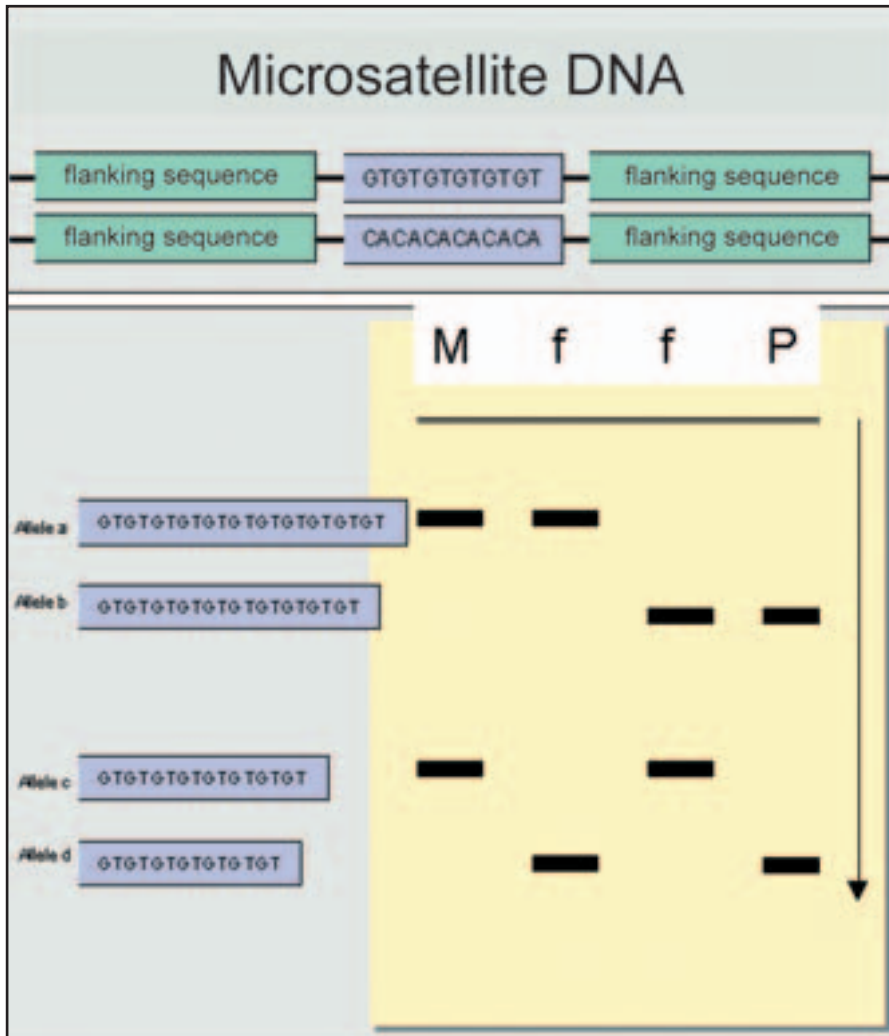 Microsatellite DNA
flanking sequence GTGTGTGTGTGT flanking sequence
flanking sequence CACACACACACA flanking sequence
M f f P
Allele a GTGTGTGTGTGTGTGTGTGTGT
Allele b GTGTGTGTGTGTGTGTGTGT
Allele c GTGTGTGTGTGTGTGT
Allele d GTGTGTGTGTGTGT